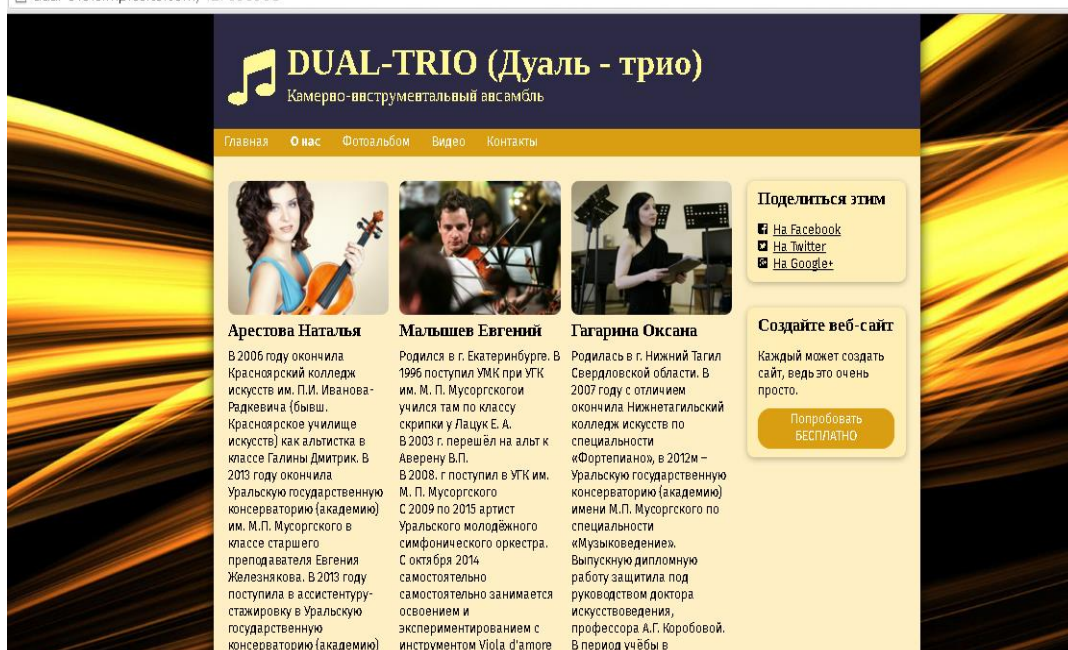 DUAL-TRIO (Дуаль - трио)
Камерно-инструментальный ансамбль
Главная О нас Фотоальбом Видео Контакты
Арестова Наталья
В 2006 году окончила
Красноярский колледж
искусств им. П.И. Иванова-
Радкевича (бывш.
Красноярское училище
искусств) как альтистка в
классе Галины Дмитрик. В
2013 году окончила
Уральскую государственную
консерваторию (академию)
им. М.П. Мусоргского в
классе старшего
преподавателя Евгения
Железнякова. В 2013 году
поступила в ассистентуру-
стажировку в Уральскую
государственную
консерваторию (академию)
Малышев Евгений
Родился в г. Екатеринбурге. В
1996 поступил УМК при УГК
им. М. П. Мусоргскогои
учился там по классу
скрипки у Лацук Е. А.
В 2003 г. перешёл на альт к
Аверену В.П.
В 2008. г поступил в УГК им.
М. П. Мусоргского
С 2009 по 2015 артист
Уральского молодёжного
симфонического оркестра.
С октября 2014
самостоятельно
самостоятельно занимается
освоением и
экспериментированием с
инструментом Viola d'amore
Гагарина Оксана
Родилась в г. Нижний Тагил
Свердловской области. В
2007 году с отличием
окончила Нижнетагильский
колледж искусств по
специальности
«Фортепиано», в 2012м –
Уральскую государственную
консерваторию (академию)
имени М.П. Мусоргского по
специальности
«Музыковедение».
Выпускную дипломную
работу защитила под
руководством доктора
искусствоведения,
профессора А.Г. Коробовой.
В период учёбы в
Поделиться этим
На Facebook
На Twitter
На Google+
Создайте веб-сайт
Каждый может создать
сайт, ведь это очень
просто.
Попробовать
БЕСПЛАТНО